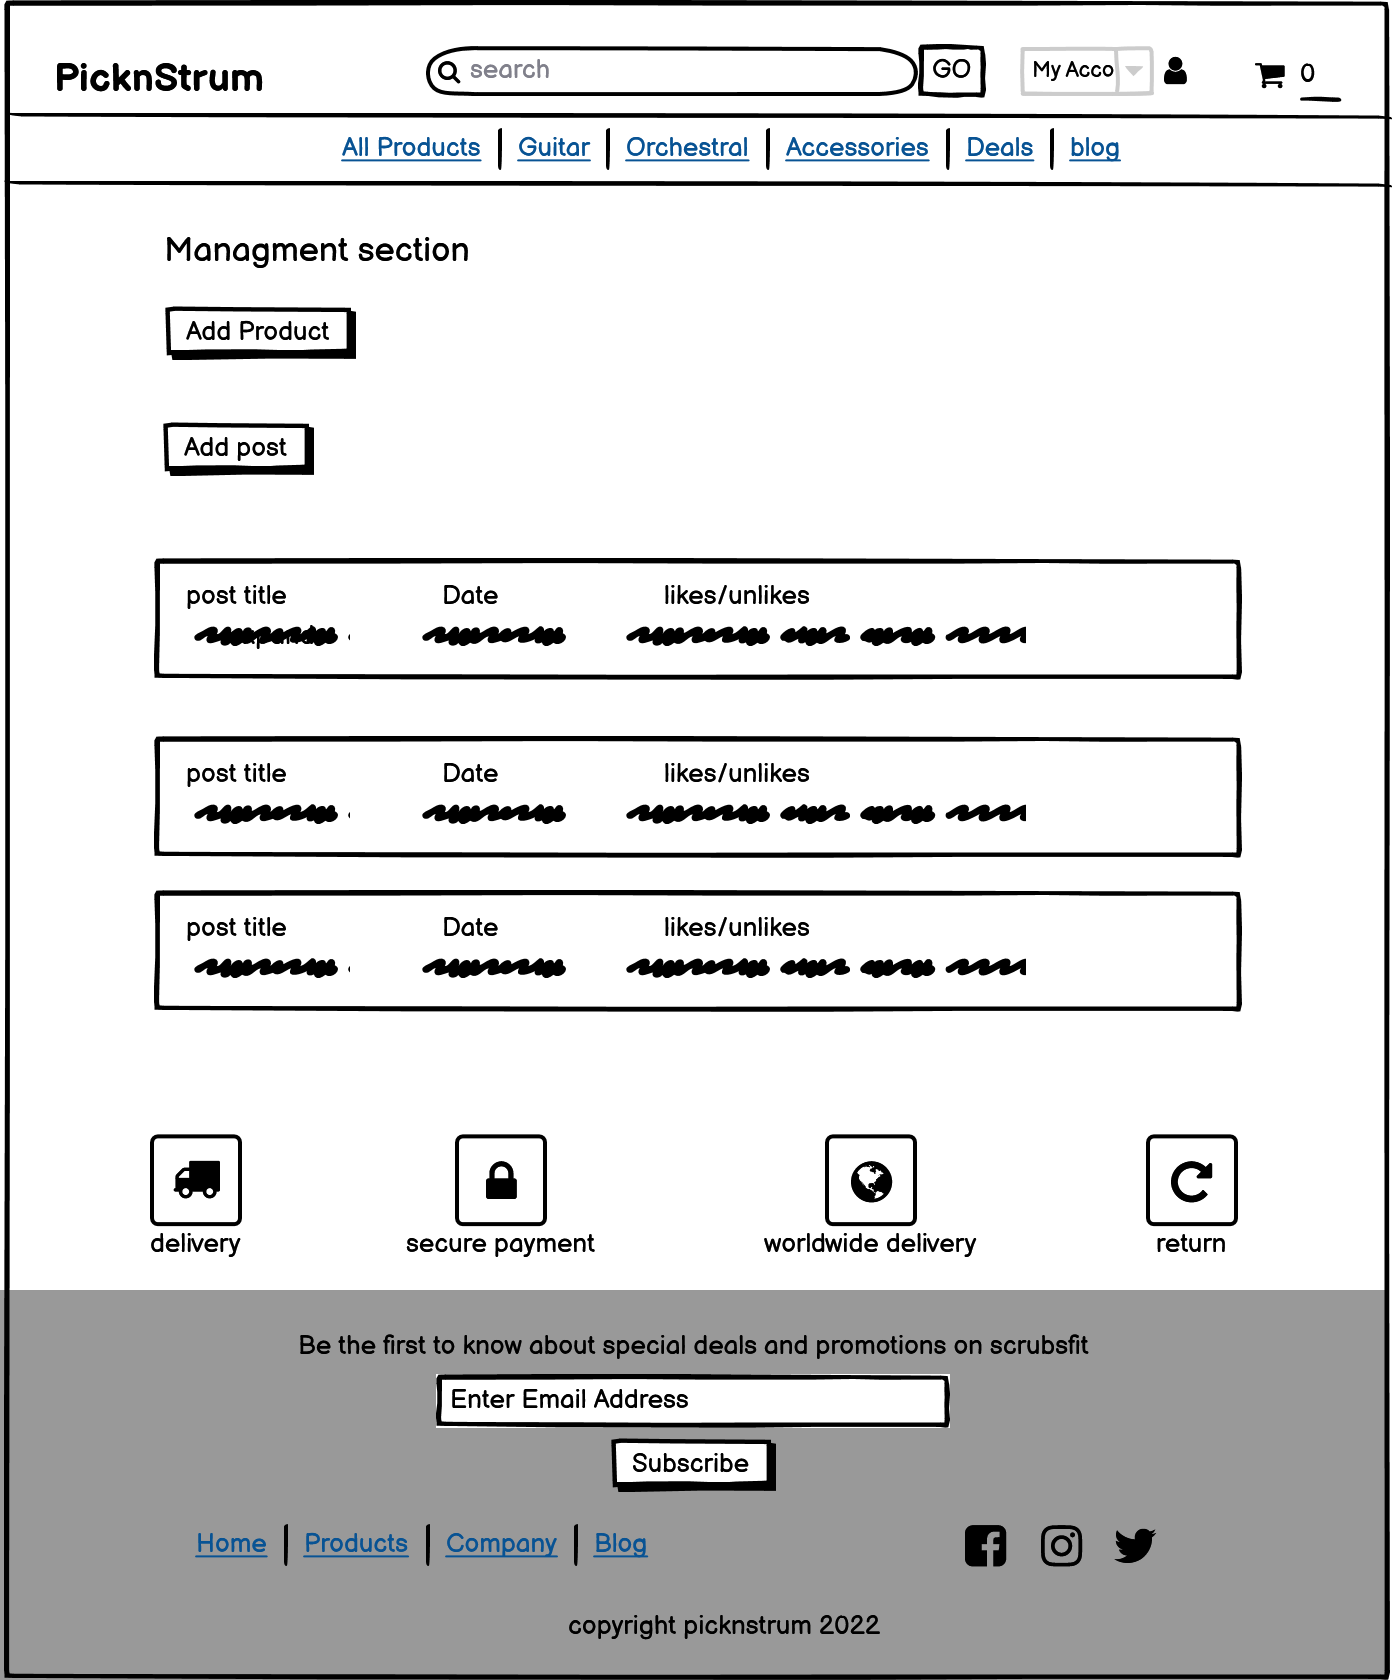 PicknStrum
search
GO
My Acco
0
All Products
Guitar
Orchestral
Accessories
Deals
blog
Managment section
Add Product
Add post
post title Date likes/unlikes
post title Date likes/unlikes
post title Date likes/unlikes
delivery
secure payment
worldwide delivery
return
Be the first to know about special deals and promotions on scrubsfit
Enter Email Address
Subscribe
Home
Products
Company
Blog
copyright picknstrum 2022